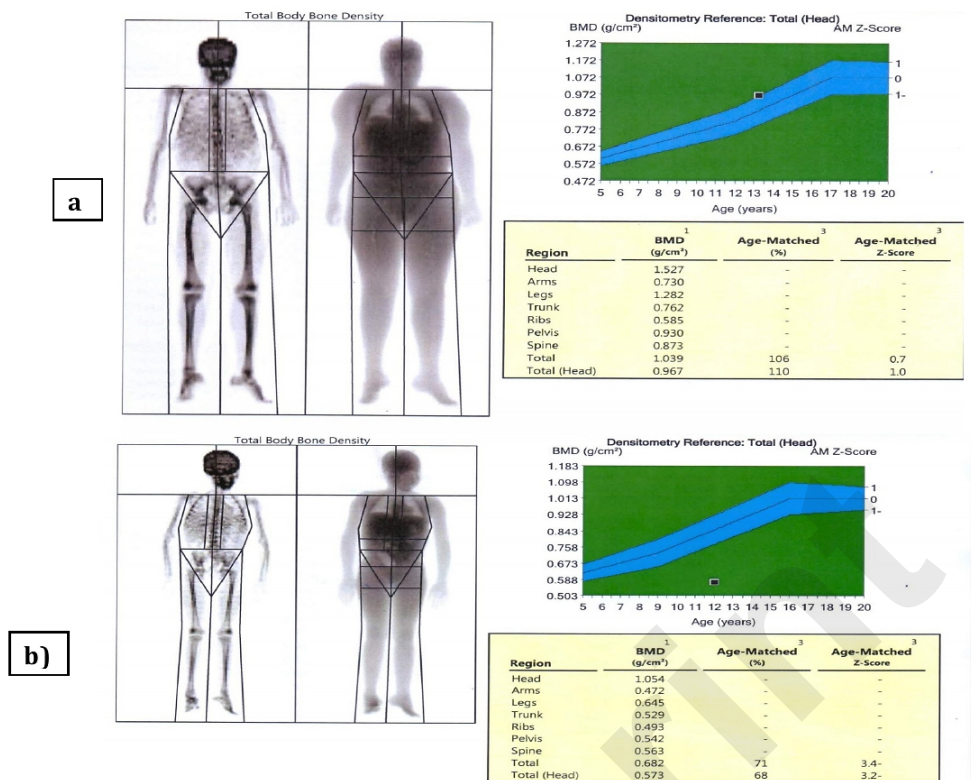 Total Body Bone Density
Densitometry Reference: Total (Head)
BMD (g/cm²) AM Z-Score
1.272
1.172
1.072
0.972
0.872
0.772
0.672
0.572
0.472
1
0
1-
5 6 7 8 9 10 11 12 13 14 15 16 17 18 19 20
Age (years)
a
1 3 3
BMD Age-Matched Age-Matched
Region (g/cm²) (%) Z-Score
Head 1.527 - -
Arms 0.730 - -
Legs 1.282 - -
Trunk 0.762 - -
Ribs 0.585 - -
Pelvis 0.930 - -
Spine 0.873 - -
Total 1.039 106 0.7
Total (Head) 0.967 110 1.0
Total Body Bone Density
Densitometry Reference: Total (Head)
BMD (g/cm²) AM Z-Score
1.183
1.098
1.013
0.928
0.843
0.758
0.673
0.588
0.503
1
0
1-
5 6 7 8 9 10 11 12 13 14 15 16 17 18 19 20
Age (years)
b)
1 3 3
BMD Age-Matched Age-Matched
Region (g/cm²) (%) Z-Score
Head 1.054 - -
Arms 0.472 - -
Legs 0.645 - -
Trunk 0.529 - -
Ribs 0.493 - -
Pelvis 0.542 - -
Spine 0.563 - -
Total 0.682 71 3.4-
Total (Head) 0.573 68 3.2-